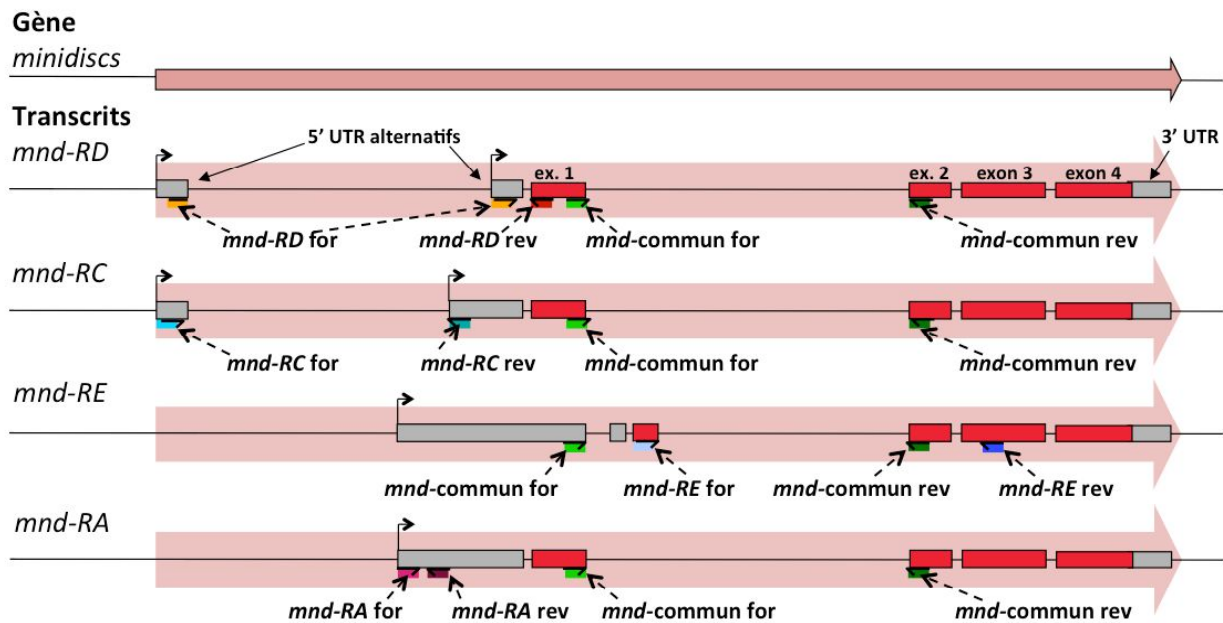 Gène
minidiscs
Transcrits
mnd-RD
5' UTR alternatifs
3' UTR
ex. 1
ex. 2
exon 3
exon 4
mnd-RD for
mnd-RD rev
mnd-commun for
mnd-commun rev
mnd-RC
mnd-RC for
mnd-RC rev
mnd-commun for
mnd-commun rev
mnd-RE
mnd-commun for
mnd-RE for
mnd-commun rev
mnd-RE rev
mnd-RA
mnd-RA for
mnd-RA rev
mnd-commun for
mnd-commun rev